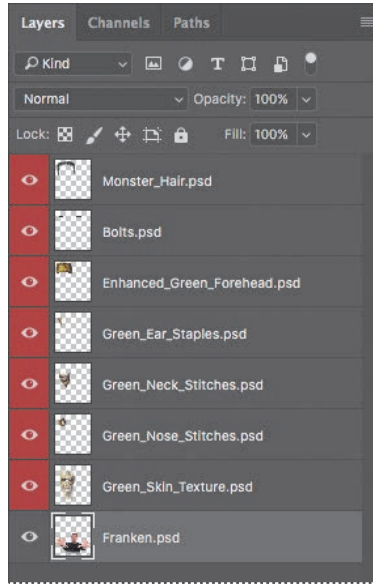 Layers Channels Paths
Kind T
Normal Opacity: 100%
Lock: Fill: 100%
Monster_Hair.psd
Bolts.psd
Enhanced_Green_Forehead.psd
Green_Ear_Staples.psd
Green_Neck_Stitches.psd
Green_Nose_Stitches.psd
Green_Skin_Texture.psd
Franken.psd